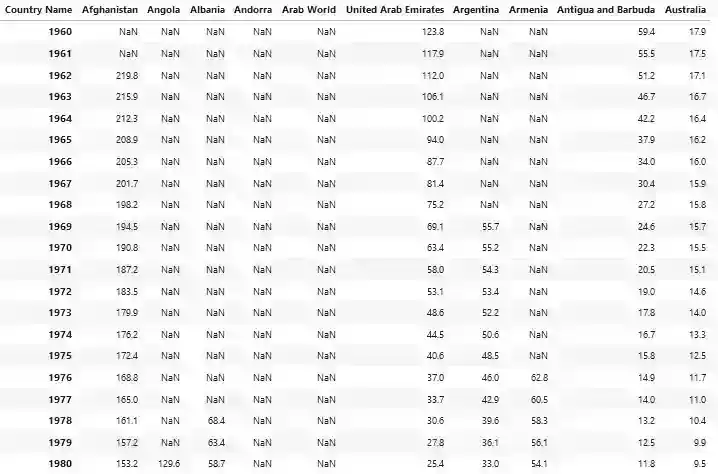 Country Name Afghanistan Angola Albania Andorra Arab World United Arab Emirates Argentina Armenia Antigua and Barbuda Australia
1960 NaN NaN NaN NaN NaN 123.8 NaN NaN 59.4 17.9
1961 NaN NaN NaN NaN NaN 117.9 NaN NaN 55.5 17.5
1962 219.8 NaN NaN NaN NaN 112.0 NaN NaN 51.2 17.1
1963 215.9 NaN NaN NaN NaN 106.1 NaN NaN 46.7 16.7
1964 212.3 NaN NaN NaN NaN 100.2 NaN NaN 42.2 16.4
1965 208.9 NaN NaN NaN NaN 94.0 NaN NaN 37.9 16.2
1966 205.3 NaN NaN NaN NaN 87.7 NaN NaN 34.0 16.0
1967 201.7 NaN NaN NaN NaN 81.4 NaN NaN 30.4 15.9
1968 198.2 NaN NaN NaN NaN 75.2 NaN NaN 27.2 15.8
1969 194.5 NaN NaN NaN NaN 69.1 55.7 NaN 24.6 15.7
1970 190.8 NaN NaN NaN NaN 63.4 55.2 NaN 22.3 15.5
1971 187.2 NaN NaN NaN NaN 58.0 54.3 NaN 20.5 15.1
1972 183.5 NaN NaN NaN NaN 53.1 53.4 NaN 19.0 14.6
1973 179.9 NaN NaN NaN NaN 48.6 52.2 NaN 17.8 14.0
1974 176.2 NaN NaN NaN NaN 44.5 50.6 NaN 16.7 13.3
1975 172.4 NaN NaN NaN NaN 40.6 48.5 NaN 15.8 12.5
1976 168.8 NaN NaN NaN NaN 37.0 46.0 62.8 14.9 11.7
1977 165.0 NaN NaN NaN NaN 33.7 42.9 60.5 14.0 11.0
1978 161.1 NaN 68.4 NaN NaN 30.6 39.6 58.3 13.2 10.4
1979 157.2 NaN 63.4 NaN NaN 27.8 36.1 56.1 12.5 9.9
1980 153.2 129.6 58.7 NaN NaN 25.4 33.0 54.1 11.8 9.5